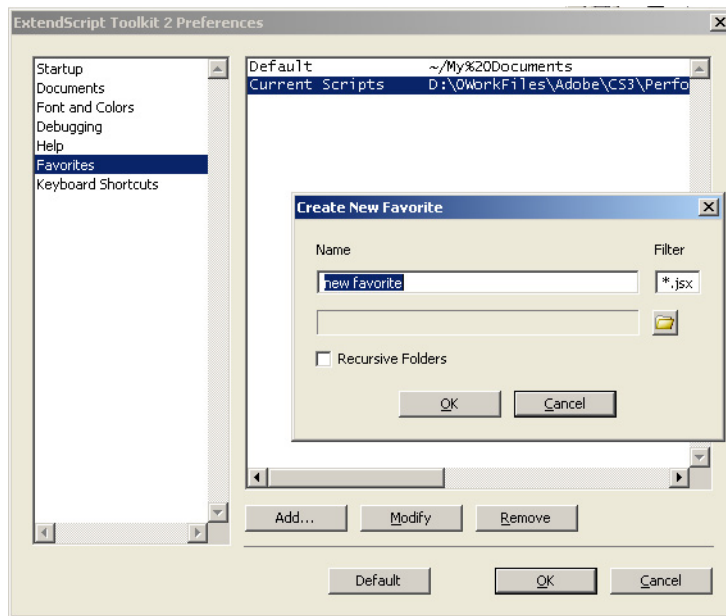 ExtendScript Toolkit 2 Preferences
Startup
Documents
Font and Colors
Debugging
Help
Favorites
Keyboard Shortcuts
Default ~/My%20Documents
Current Scripts D:\0WorkFiles\Adobe\CS3\Perfo
Create New Favorite
Name Filter
new favorite *.jsx
Recursive Folders
OK Cancel
Add... Modify Remove
Default OK Cancel